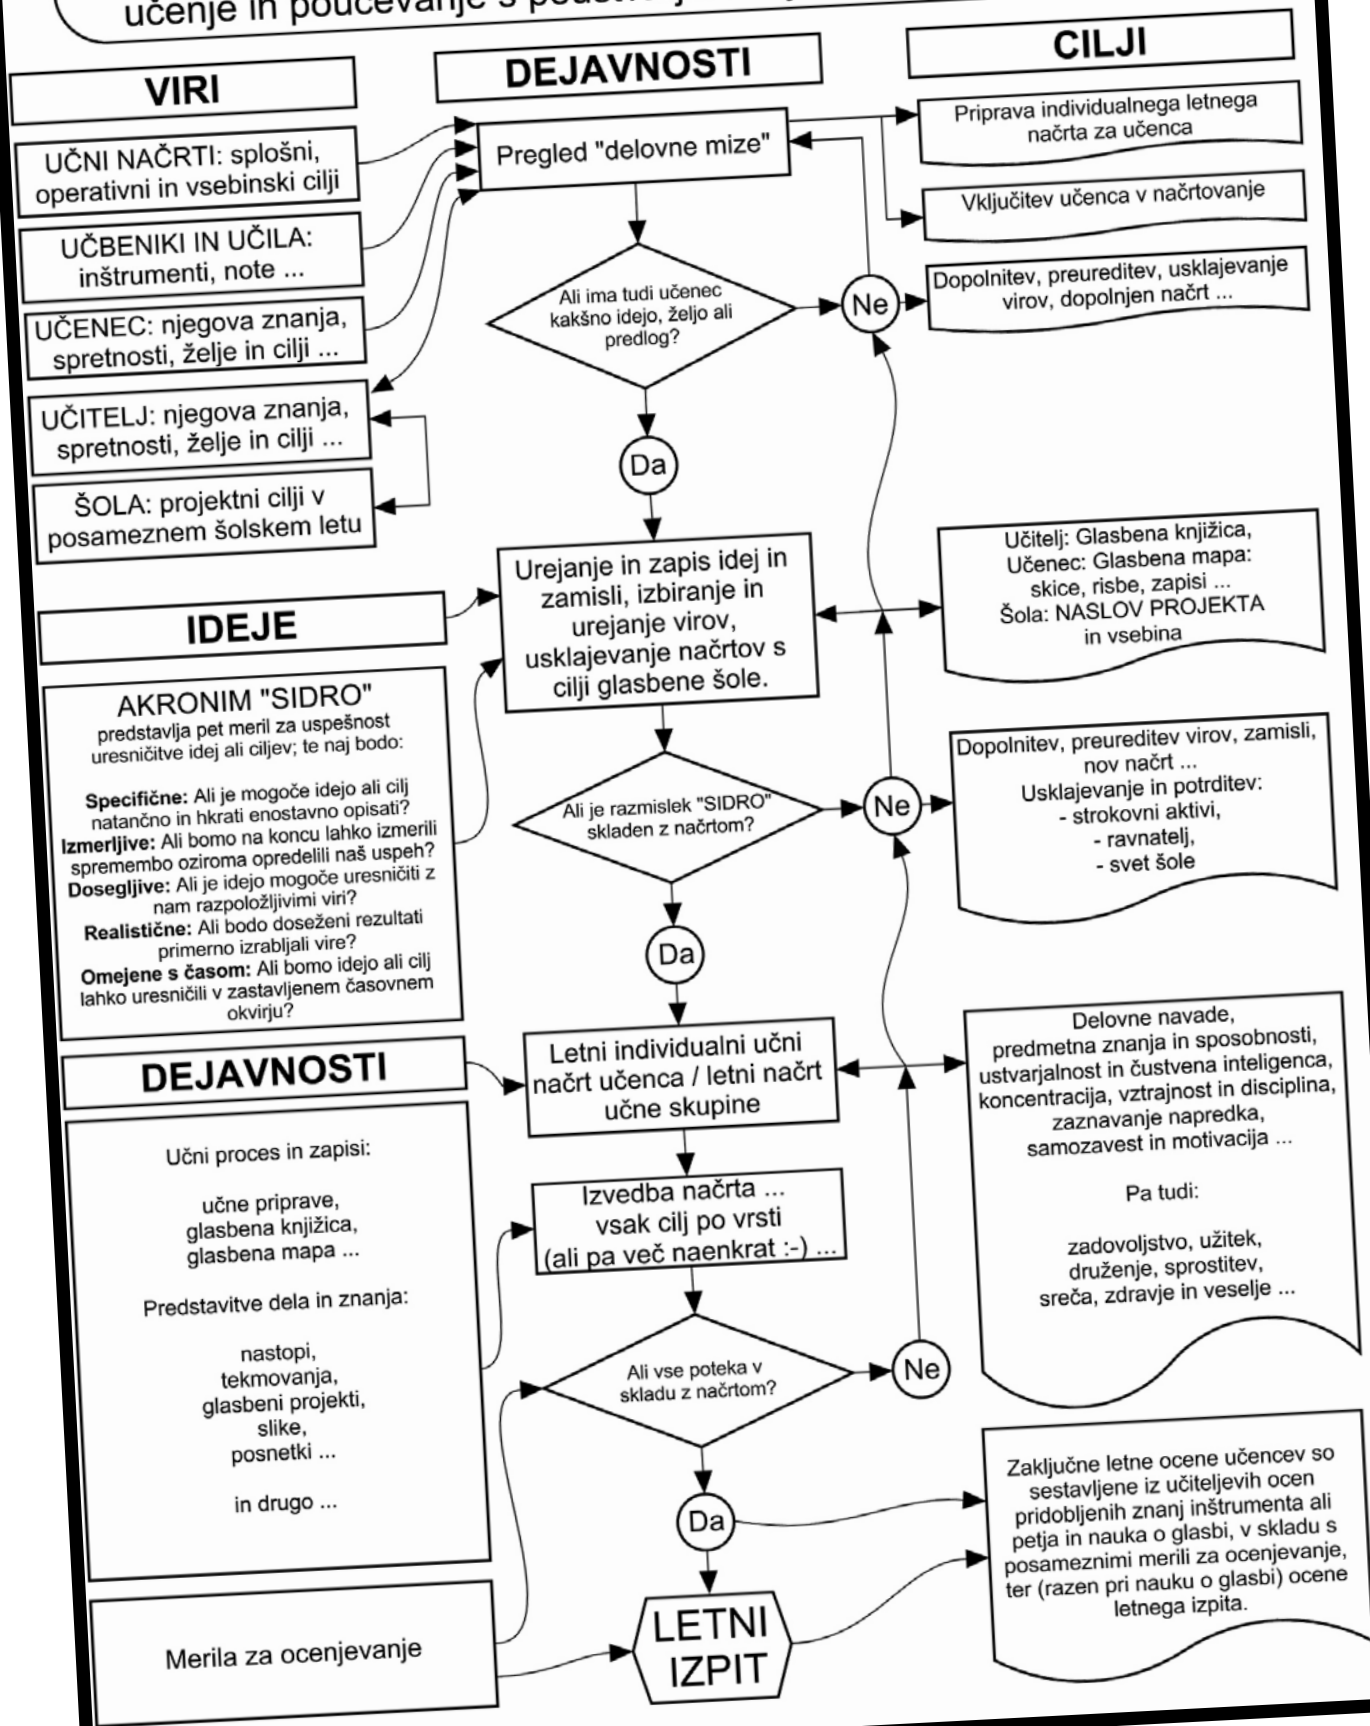 učenje in poučevanje s
VIRI
DEJAVNOSTI
CILJI
UČNI NAČRTI: splošni,
operativni in vsebinski cilji
UČBENIKI IN UČILA:
inštrumenti, note ...
UČENEC: njegova znanja,
spretnosti, želje in cilji ...
UČITELJ: njegova znanja,
spretnosti, želje in cilji ...
ŠOLA: projektni cilji v
posameznem šolskem letu
Pregled "delovne mize"
Priprava individualnega letnega
načrta za učenca
Vključitev učenca v načrtovanje
Ali ima tudi učenec
kakšno idejo, željo ali
predlog?
Ne
Dopolnitev, preureditev, usklajevanje
virov, dopolnjen načrt ...
Da
IDEJE
Urejanje in zapis idej in
zamisli, izbiranje in
urejanje virov,
usklajevanje načrtov s
cilji glasbene šole.
Učitelj: Glasbena knjižica,
Učenec: Glasbena mapa:
skice, risbe, zapisi ...
Šola: NASLOV PROJEKTA
in vsebina
AKRONIM "SIDRO"
predstavlja pet meril za uspešnost
uresničitve idej ali ciljev; te naj bodo:
Specifične: Ali je mogoče idejo ali cilj
natančno in hkrati enostavno opisati?
Izmerljive: Ali bomo na koncu lahko izmerili
spremembo oziroma opredelili naš uspeh?
Dosegljive: Ali je idejo mogoče uresničiti z
nam razpoložljivimi viri?
Realistične: Ali bodo doseženi rezultati
primerno izrabljali vire?
Omejene s časom: Ali bomo idejo ali cilj
lahko uresničili v zastavljenem časovnem
okvirju?
Ali je razmislek "SIDRO"
skladen z načrtom?
Ne
Dopolnitev, preureditev virov, zamisli,
nov načrt ...
Usklajevanje in potrditev:
- strokovni aktivi,
- ravnatelj,
- svet šole
Da
DEJAVNOSTI
Letni individualni učni
načrt učenca / letni načrt
učne skupine
Delovne navade,
predmetna znanja in sposobnosti,
ustvarjalnost in čustvena inteligenca,
koncentracija, vztrajnost in disciplina,
zaznavanje napredka,
samozavest in motivacija ...
Pa tudi:
zadovoljstvo, užitek,
druženje, sprostitev,
sreča, zdravje in veselje ...
Učni proces in zapisi:
učne priprave,
glasbena knjižica,
glasbena mapa ...
Predstavitve dela in znanja:
nastopi,
tekmovanja,
glasbeni projekti,
slike,
posnetki ...
in drugo ...
Izvedba načrta ...
vsak cilj po vrsti
(ali pa več naenkrat :-) ...
Ali vse poteka v
skladu z načrtom?
Ne
Da
Zaključne letne ocene učencev so
sestavljene iz učiteljevih ocen
pridobljenih znanj inštrumenta ali
petja in nauka o glasbi, v skladu s
posameznimi merili za ocenjevanje,
ter (razen pri nauku o glasbi) ocene
letnega izpita.
Merila za ocenjevanje
LETNI
IZPIT